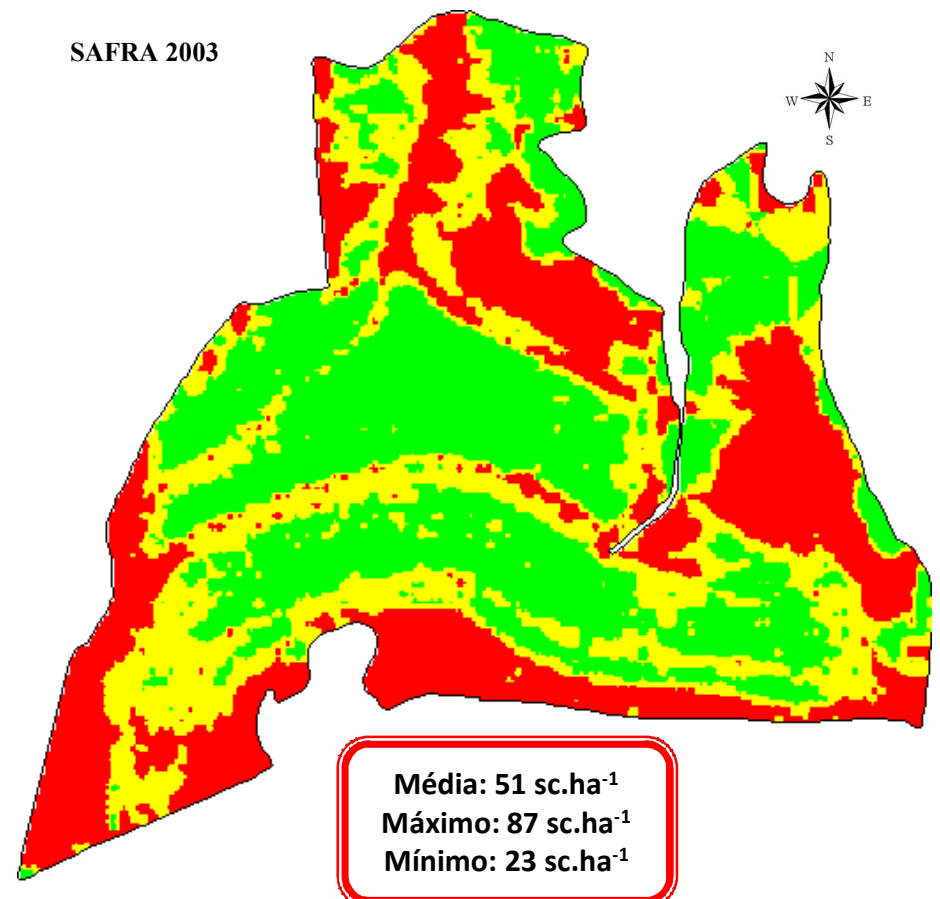 SAFRA 2003
N
W E
S
Média: 51 sc.ha⁻¹
Máximo: 87 sc.ha⁻¹
Mínimo: 23 sc.ha⁻¹